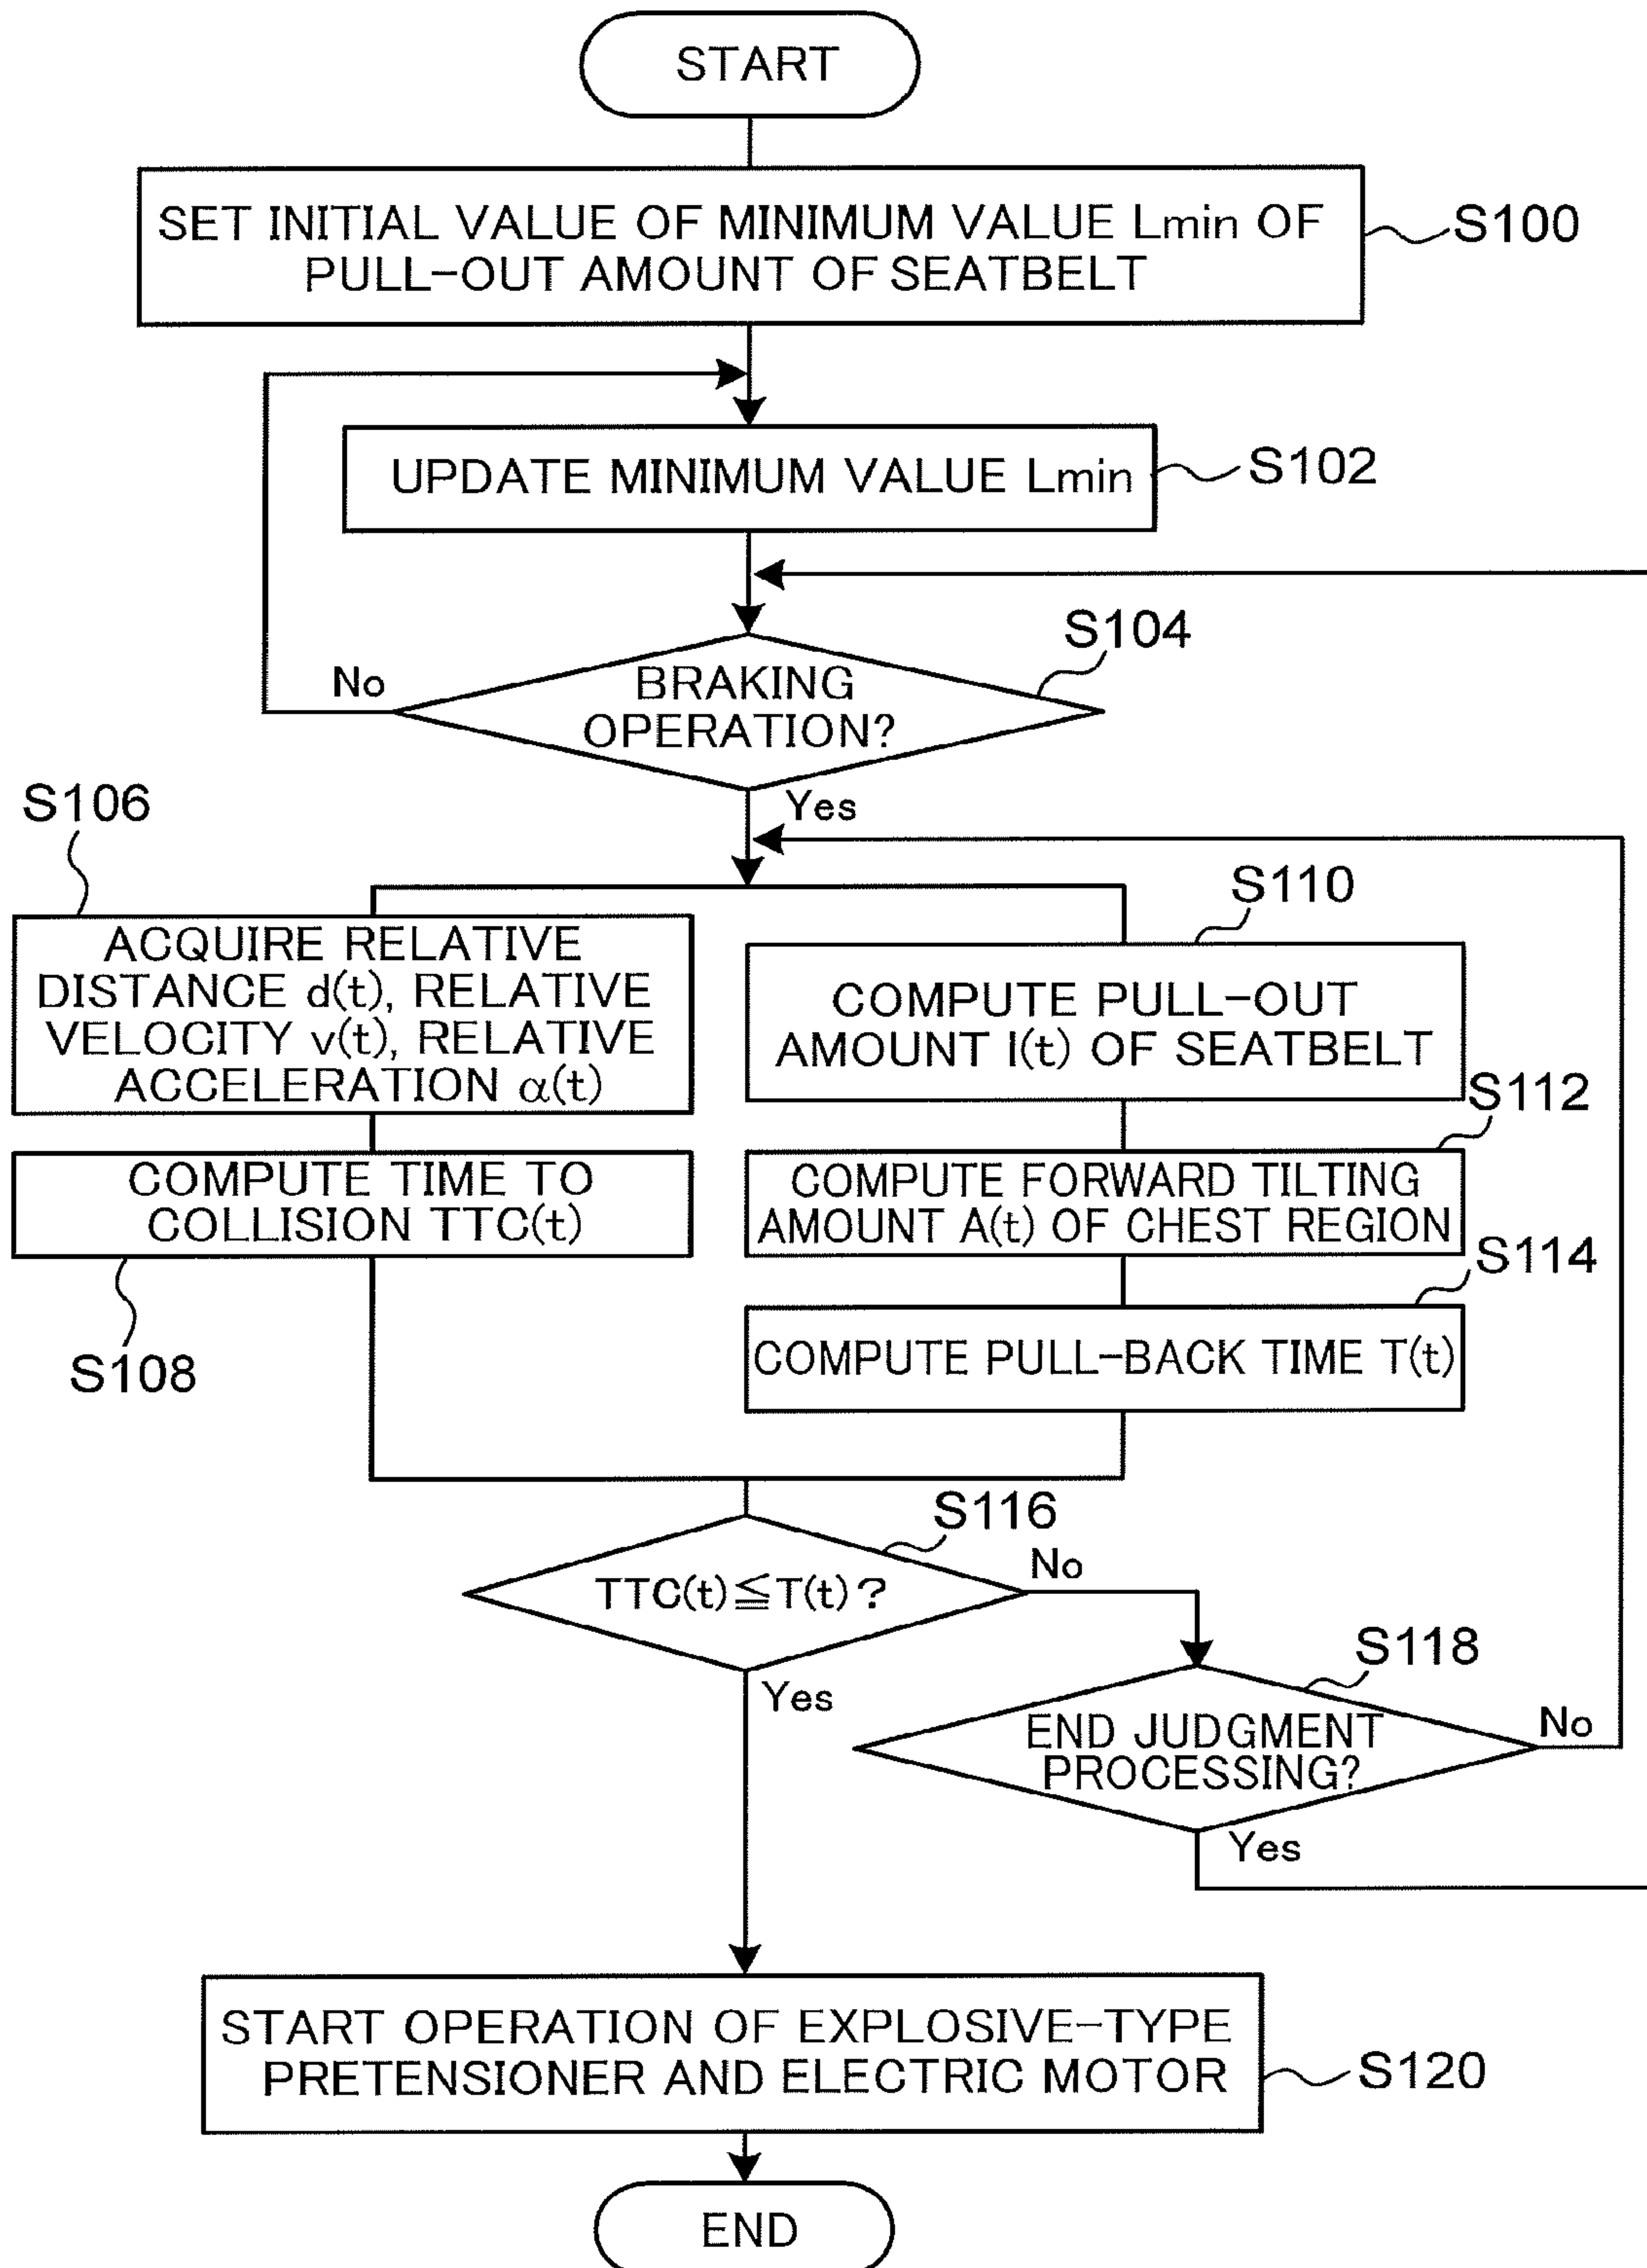 START
SET INITIAL VALUE OF MINIMUM VALUE Lmin OF
PULL-OUT AMOUNT OF SEATBELT
S100
UPDATE MINIMUM VALUE Lmin
S102
S104
No
BRAKING
OPERATION?
Yes
S106
ACQUIRE RELATIVE
DISTANCE d(t), RELATIVE
VELOCITY v(t), RELATIVE
ACCELERATION α(t)
COMPUTE TIME TO
COLLISION TTC(t)
S108
S110
COMPUTE PULL-OUT
AMOUNT l(t) OF SEATBELT
S112
COMPUTE FORWARD TILTING
AMOUNT A(t) OF CHEST REGION
S114
COMPUTE PULL-BACK TIME T(t)
S116
TTC(t)≦T(t)?
No
Yes
S118
END JUDGMENT
PROCESSING?
No
Yes
START OPERATION OF EXPLOSIVE-TYPE
PRETENSIONER AND ELECTRIC MOTOR
S120
END